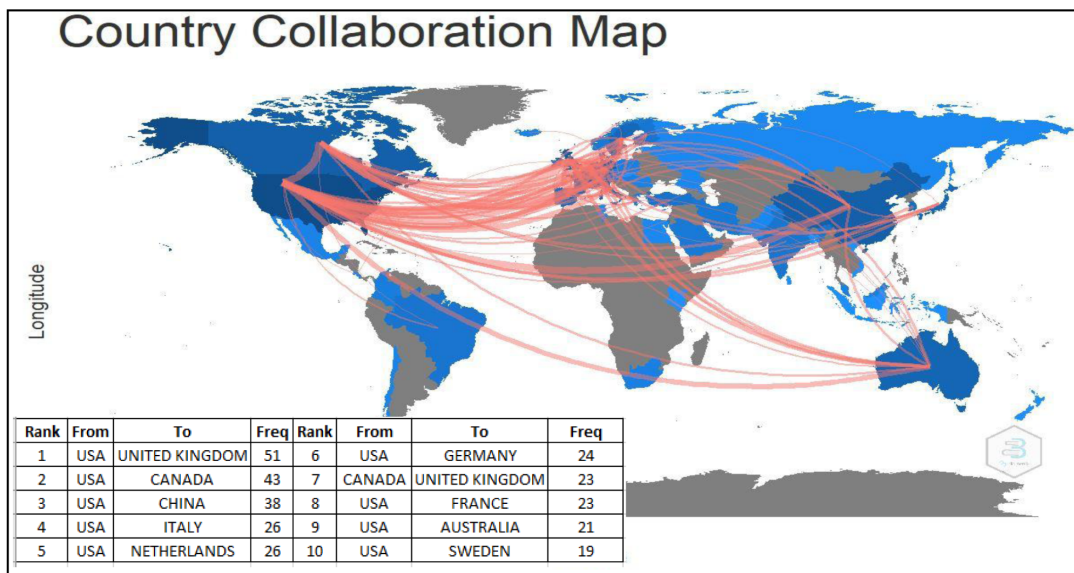 Country Collaboration Map
Longitude
Rank From To Freq Rank From To Freq
1 USA UNITED KINGDOM 51 6 USA GERMANY 24
2 USA CANADA 43 7 CANADA UNITED KINGDOM 23
3 USA CHINA 38 8 USA FRANCE 23
4 USA ITALY 26 9 USA AUSTRALIA 21
5 USA NETHERLANDS 26 10 USA SWEDEN 19